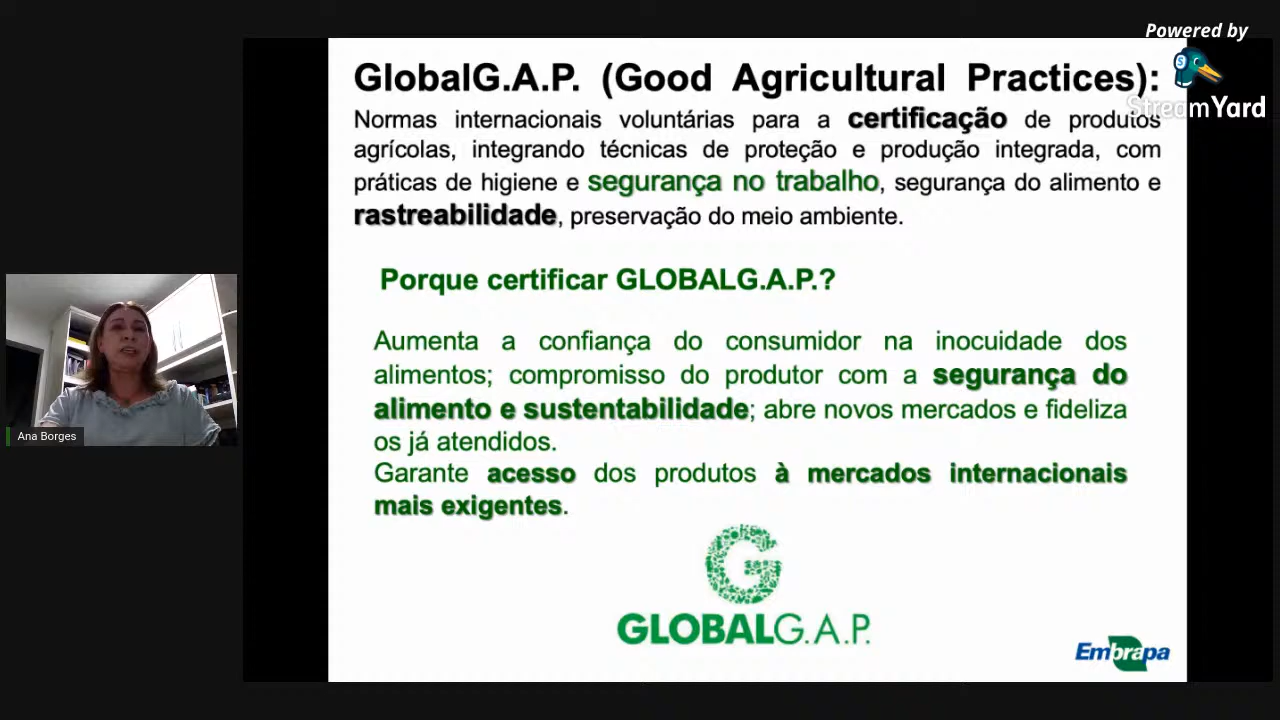 Powered by
StreamYard
GlobalG.A.P. (Good Agricultural Practices):
Normas internacionais voluntárias para a certificação de produtos
agrícolas, integrando técnicas de proteção e produção integrada, com
práticas de higiene e segurança no trabalho, segurança do alimento e
rastreabilidade, preservação do meio ambiente.
Porque certificar GLOBALG.A.P.?
Aumenta a confiança do consumidor na inocuidade dos
alimentos; compromisso do produtor com a segurança do
alimento e sustentabilidade; abre novos mercados e fideliza
os já atendidos.
Garante acesso dos produtos à mercados internacionais
mais exigentes.
G
GLOBALG.A.P.
Embrapa
Ana Borges